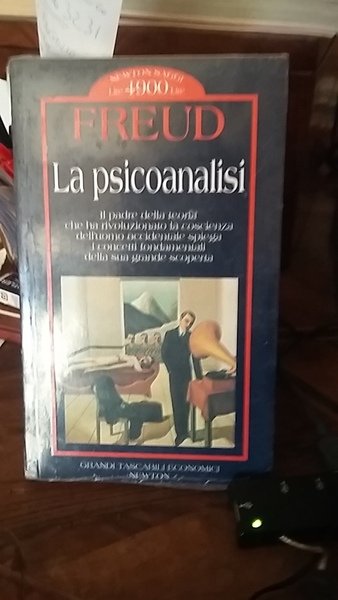 3231
NEWTON SAGGI
Lire 4900 Lire
FREUD
La psicoanalisi
Il padre della teoria
che ha rivoluzionato la coscienza
dell'uomo occidentale spiega
i concetti fondamentali
della sua grande scoperta
GRANDI TASCABILI ECONOMICI
NEWTON